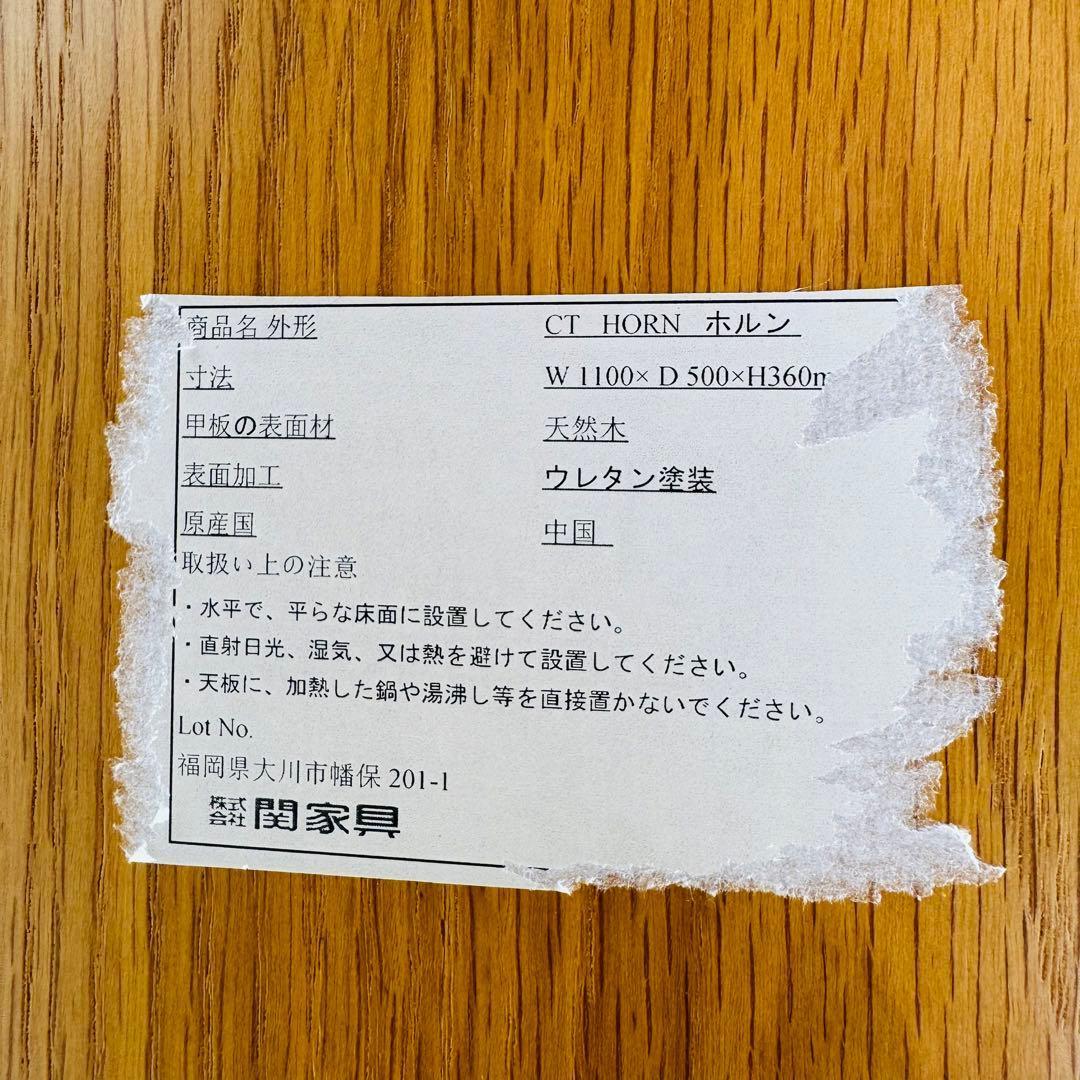 商品名 外形 CT HORN ホルン
寸法 W 1100× D 500×H360m
甲板の表面材 天然木
表面加工 ウレタン塗装
原産国 中国
取扱い上の注意
・水平で、平らな床面に設置してください。
・直射日光、湿気、又は熱を避けて設置してください。
・天板に、加熱した鍋や湯沸し等を直接置かないでください。
Lot No.
福岡県大川市幡保 201-1
株式会社 関家具